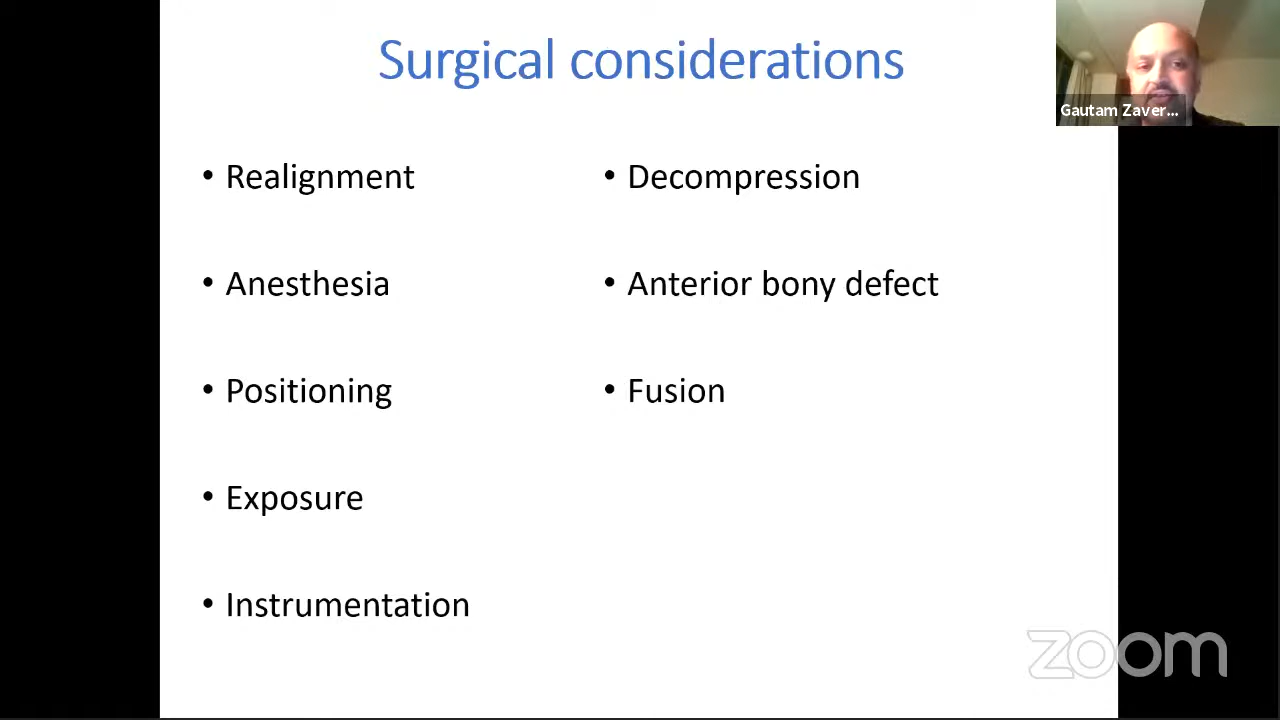 Surgical considerations
Gautam Zaver...
• Realignment
• Anesthesia
• Positioning
• Exposure
• Instrumentation
• Decompression
• Anterior bony defect
• Fusion
zoom